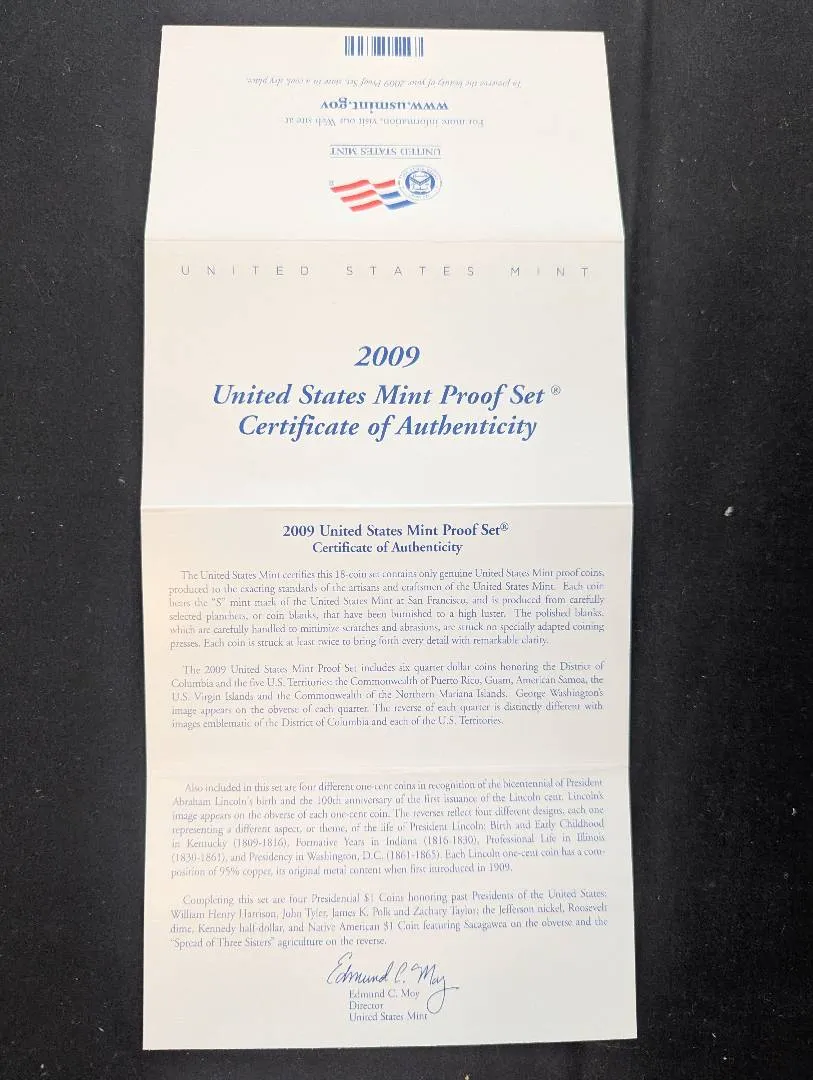 To preserve the beauty of your 2009 Proof Set, store in a cool, dry place.
www.usmint.gov
For more information, visit our Web site at
UNITED STATES MINT
UNITED STATES MINT
2009
United States Mint Proof Set ®
Certificate of Authenticity
2009 United States Mint Proof Set®
Certificate of Authenticity
The United States Mint certifies this 18-coin set contains only genuine United States Mint proof coins,
produced to the exacting standards of the artisans and craftsmen of the United States Mint. Each coin
bears the "S" mint mark of the United States Mint at San Francisco, and is produced from carefully
selected planchets, or coin blanks, that have been burnished to a high luster. The polished blanks,
which are carefully handled to minimize scratches and abrasions, are struck on specially adapted coining
presses. Each coin is struck at least twice to bring forth every detail with remarkable clarity.
The 2009 United States Mint Proof Set includes six quarter dollar coins honoring the District of
Columbia and the five U.S. Territories: the Commonwealth of Puerto Rico, Guam, American Samoa, the
U.S. Virgin Islands and the Commonwealth of the Northern Mariana Islands. George Washington's
image appears on the obverse of each quarter. The reverse of each quarter is distinctly different with
images emblematic of the District of Columbia and each of the U.S. Territories.
Also included in this set are four different one-cent coins in recognition of the bicentennial of President
Abraham Lincoln's birth and the 100th anniversary of the first issuance of the Lincoln cent. Lincoln's
image appears on the obverse of each one-cent coin. The reverses reflect four different designs, each one
representing a different aspect, or theme, of the life of President Lincoln: Birth and Early Childhood
in Kentucky (1809-1816), Formative Years in Indiana (1816-1830), Professional Life in Illinois
(1830-1861), and Presidency in Washington, D.C. (1861-1865). Each Lincoln one-cent coin has a com-
position of 95% copper, its original metal content when first introduced in 1909.
Completing this set are four Presidential $1 Coins honoring past Presidents of the United States:
William Henry Harrison, John Tyler, James K. Polk and Zachary Taylor; the Jefferson nickel, Roosevelt
dime, Kennedy half-dollar, and Native American $1 Coin featuring Sacagawea on the obverse and the
"Spread of Three Sisters" agriculture on the reverse.
Edmund C. Moy
Edmund C. Moy
Director
United States Mint